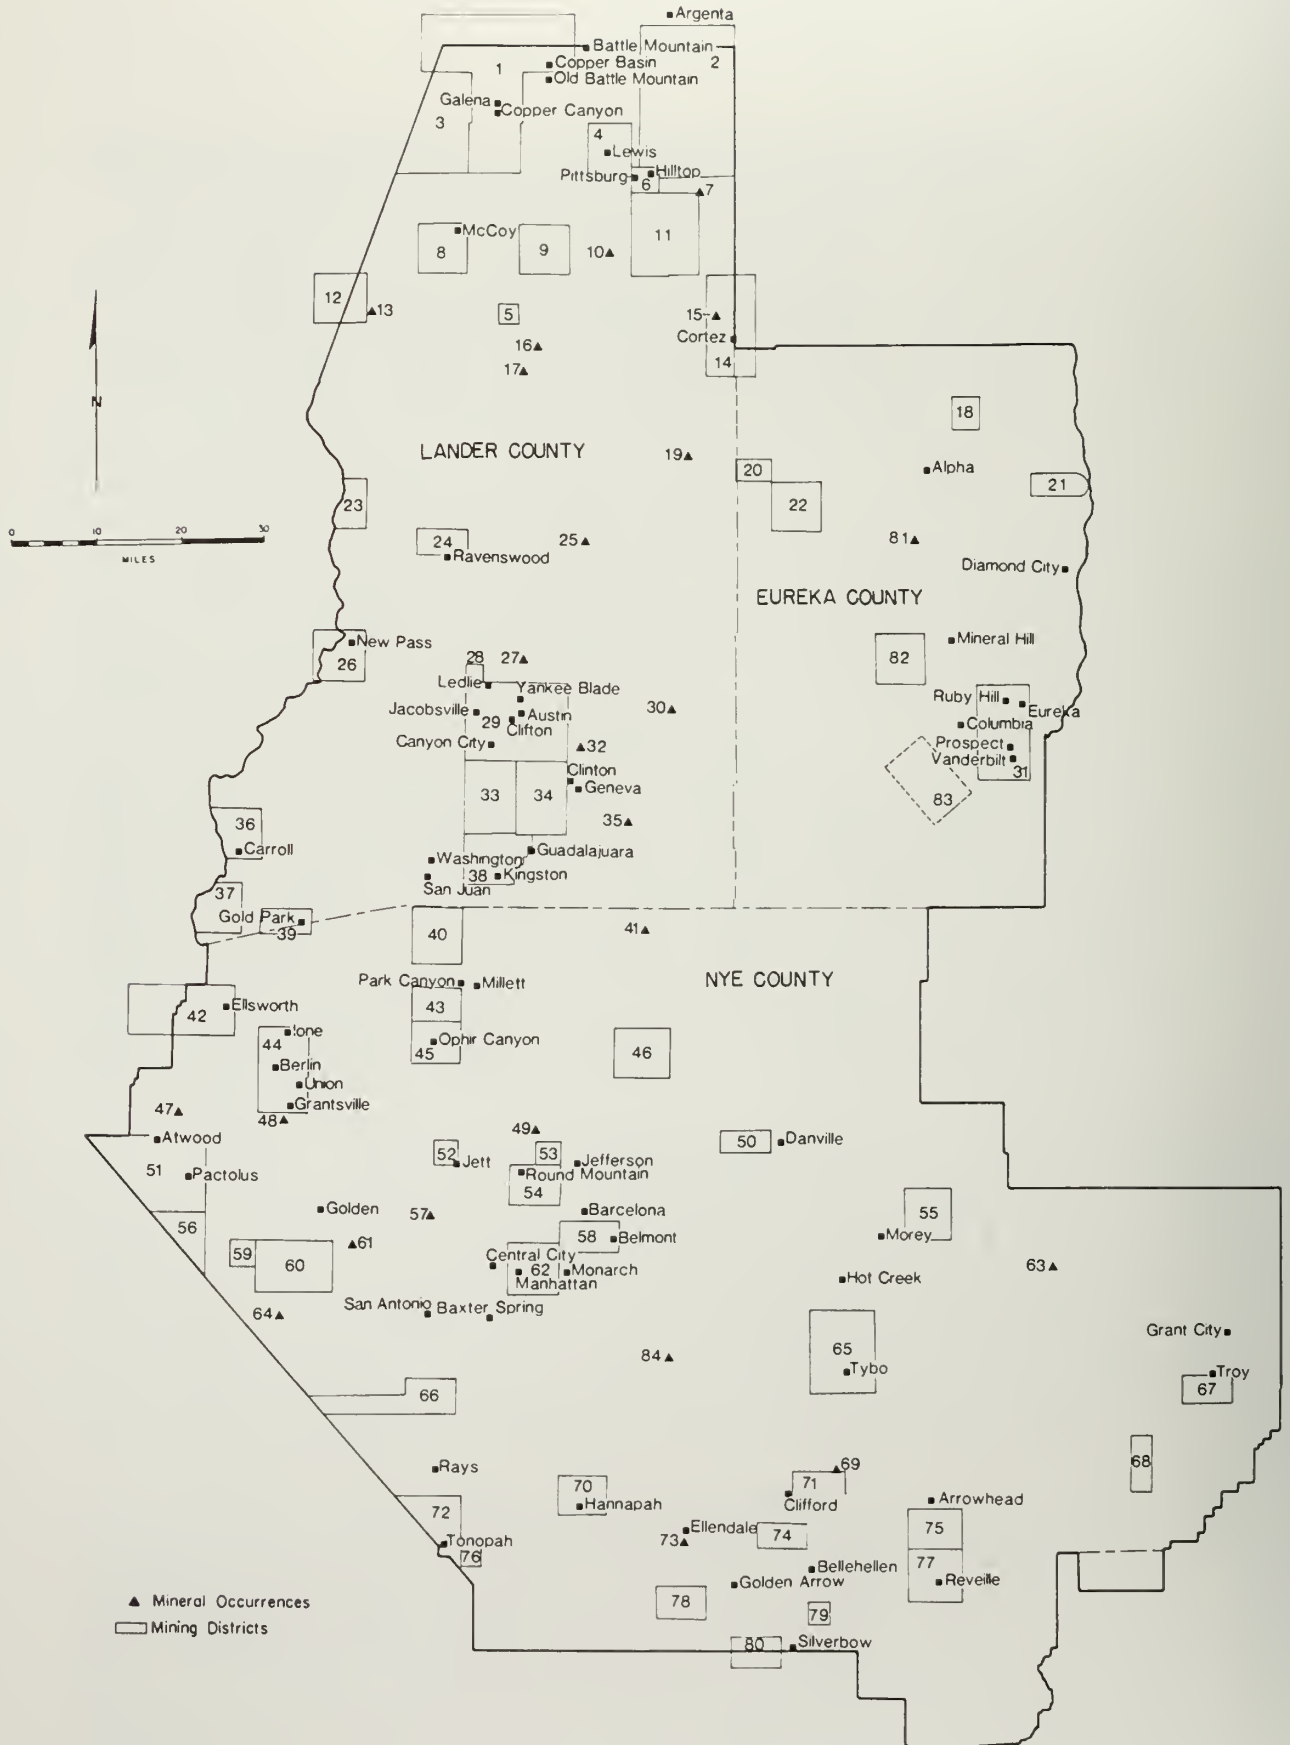 Argenta
Battle Mountain
2
Copper Basin
1
Old Battle Mountain
Galena
Copper Canyon
3
4
Lewis
Hilltop
Pittsburg
6
7
McCoy
8
9
10
11
12
13
5
15
16
Cortez
14
17
N
18
LANDER COUNTY
19
20
Alpha
21
22
23
0 10 20 30
MILES
24
25
Ravenswood
81
Diamond City
EUREKA COUNTY
New Pass
26
Mineral Hill
82
28
27
Ledlie
Yankee Blade
Ruby Hill
Eureka
Jacobsville
29
Austin
Clifton
30
Columbia
Canyon City
32
Prospect
Vanderbilt
31
Clinton
Geneva
33
34
83
35
36
Carroll
Guadalajuara
Washington
38
Kingston
San Juan
37
Gold Park
39
40
41
NYE COUNTY
Park Canyon
Millett
43
Ellsworth
42
Ione
44
Ophir Canyon
45
46
Berlin
Union
Grantsville
47
48
49
Atwood
50
Danville
51
Pactolus
52
Jett
53
Jefferson
Round Mountain
54
55
Golden
57
Barcelona
56
58
Belmont
Morey
59
60
61
Central City
62
Manhattan
Monarch
63
Hot Creek
64
San Antonio
Baxter Spring
Grant City
84
65
Tybo
Troy
67
66
68
Rays
69
70
Hannapah
71
Clifford
Arrowhead
72
Ellendale
75
Tonopah
73
74
76
Bellehellen
77
Reveille
Golden Arrow
78
79
Mineral Occurrences
Mining Districts
80
Silverbow